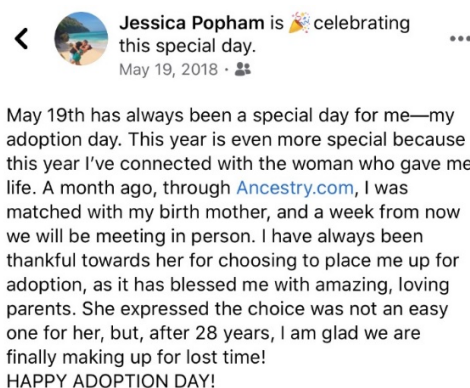 Jessica Popham is 🎉 celebrating
this special day.
May 19, 2018 ·
May 19th has always been a special day for me—my
adoption day. This year is even more special because
this year I've connected with the woman who gave me
life. A month ago, through Ancestry.com, I was
matched with my birth mother, and a week from now
we will be meeting in person. I have always been
thankful towards her for choosing to place me up for
adoption, as it has blessed me with amazing, loving
parents. She expressed the choice was not an easy
one for her, but, after 28 years, I am glad we are
finally making up for lost time!
HAPPY ADOPTION DAY!